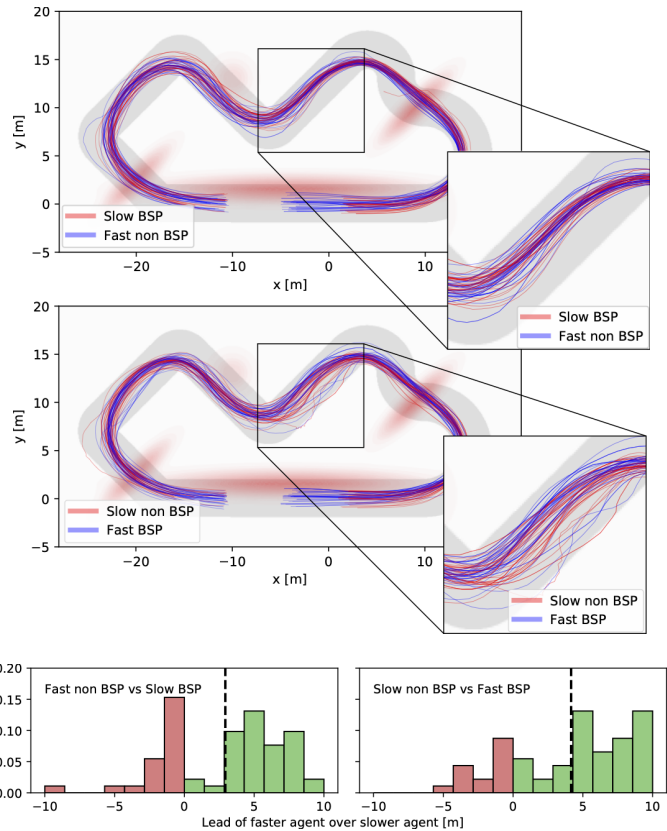 20
15
10
5
0
−5
y [m]
Slow BSP
Fast non BSP
−20
−10
0
10
x [m]
Slow BSP
Fast non BSP
20
15
10
5
0
−5
y [m]
Slow non BSP
Fast BSP
−20
−10
0
10
x [m]
Slow non BSP
Fast BSP
0.20
0.15
0.10
0.05
0.00
Fast non BSP vs Slow BSP
Slow non BSP vs Fast BSP
−10
−5
0
5
10
−10
−5
0
5
10
Lead of faster agent over slower agent [m]